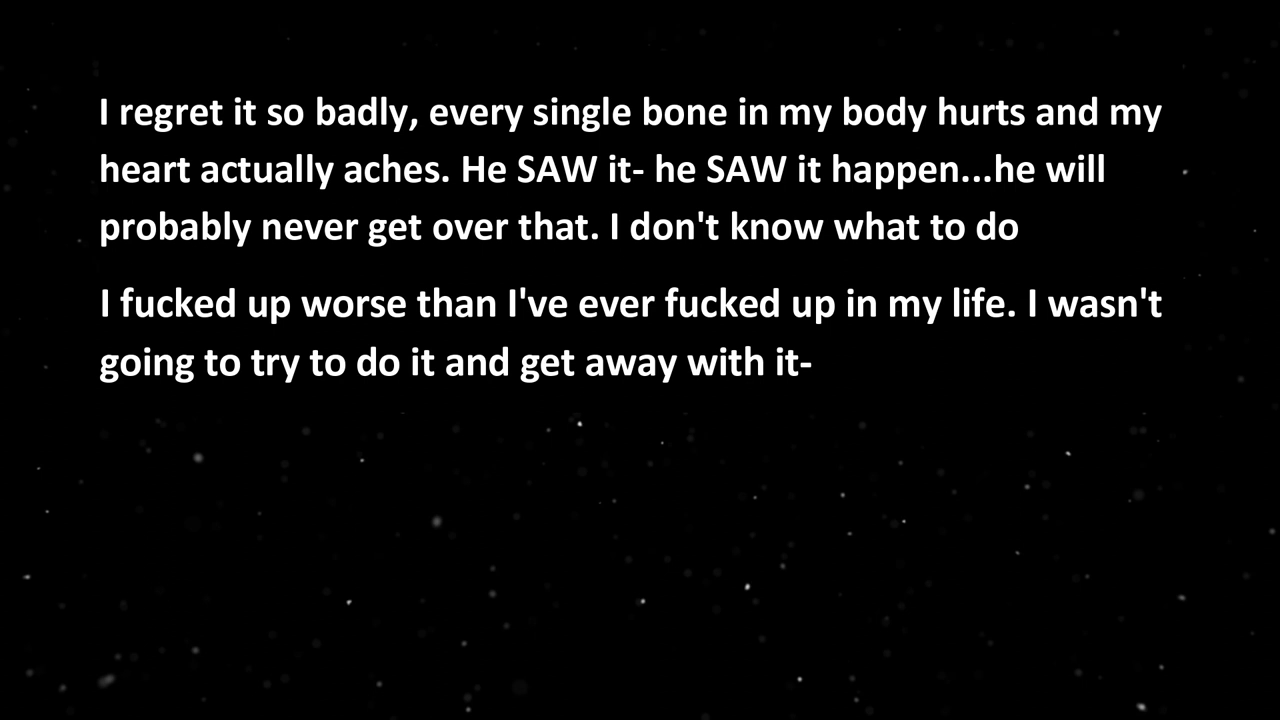 I regret it so badly, every single bone in my body hurts and my
heart actually aches. He SAW it- he SAW it happen...he will
probably never get over that. I don't know what to do
I fucked up worse than I've ever fucked up in my life. I wasn't
going to try to do it and get away with it-